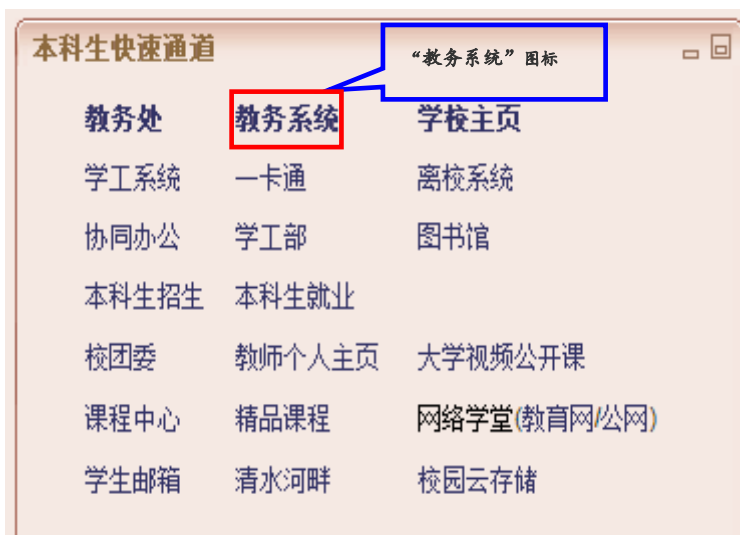 本科生快速通道
“教务系统”图标
教务处 教务系统 学校主页
学工系统 一卡通 离校系统
协同办公 学工部 图书馆
本科生招生 本科生就业
校团委 教师个人主页 大学视频公开课
课程中心 精品课程 网络学堂(教育网/公网)
学生邮箱 清水河畔 校园云存储